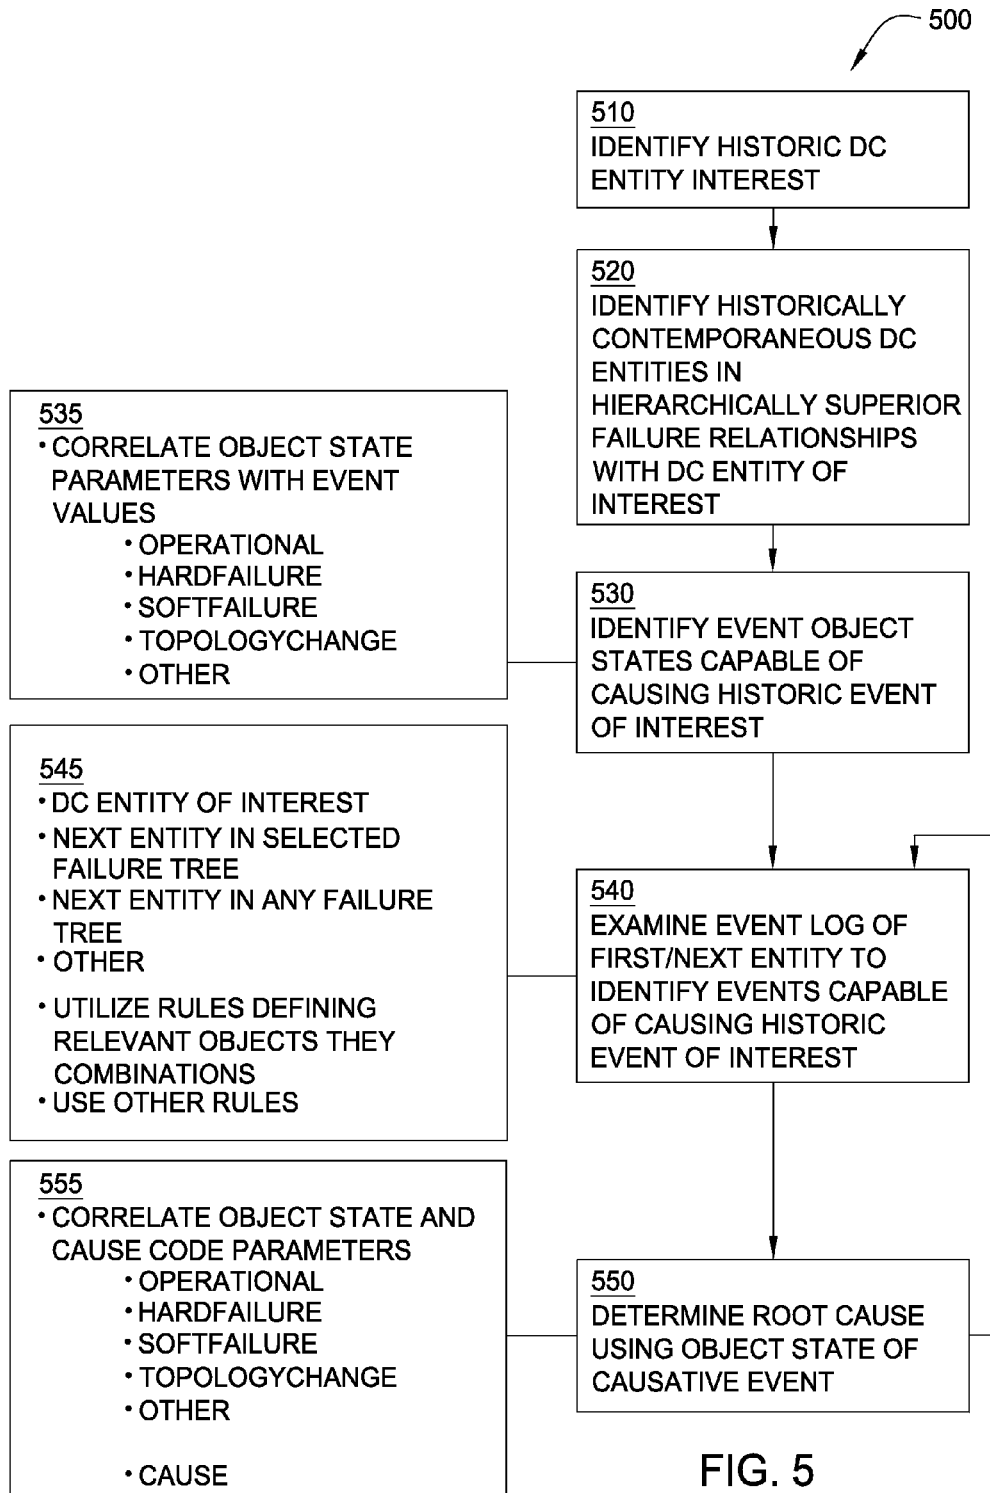 500
510
IDENTIFY HISTORIC DC
ENTITY INTEREST
520
IDENTIFY HISTORICALLY
CONTEMPORANEOUS DC
ENTITIES IN
HIERARCHICALLY SUPERIOR
FAILURE RELATIONSHIPS
WITH DC ENTITY OF
INTEREST
535
• CORRELATE OBJECT STATE
PARAMETERS WITH EVENT
VALUES
• OPERATIONAL
• HARDFAILURE
• SOFTFAILURE
• TOPOLOGYCHANGE
• OTHER
530
IDENTIFY EVENT OBJECT
STATES CAPABLE OF
CAUSING HISTORIC EVENT
OF INTEREST
545
• DC ENTITY OF INTEREST
• NEXT ENTITY IN SELECTED
FAILURE TREE
• NEXT ENTITY IN ANY FAILURE
TREE
• OTHER
• UTILIZE RULES DEFINING
RELEVANT OBJECTS THEY
COMBINATIONS
• USE OTHER RULES
540
EXAMINE EVENT LOG OF
FIRST/NEXT ENTITY TO
IDENTIFY EVENTS CAPABLE
OF CAUSING HISTORIC
EVENT OF INTEREST
555
• CORRELATE OBJECT STATE AND
CAUSE CODE PARAMETERS
• OPERATIONAL
• HARDFAILURE
• SOFTFAILURE
• TOPOLOGYCHANGE
• OTHER
• CAUSE
550
DETERMINE ROOT CAUSE
USING OBJECT STATE OF
CAUSATIVE EVENT
FIG. 5